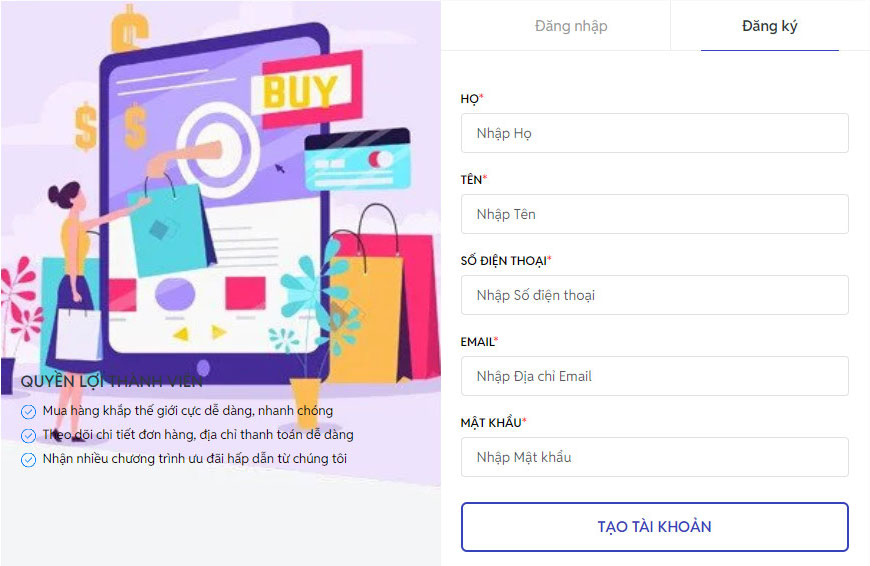 BUY
QUYỀN LỢI THÀNH VIÊN
Mua hàng khắp thế giới cực dễ dàng, nhanh chóng
Theo dõi chi tiết đơn hàng, địa chỉ thanh toán dễ dàng
Nhận nhiều chương trình ưu đãi hấp dẫn từ chúng tôi
Đăng nhập
Đăng ký
HỌ*
Nhập Họ
TÊN*
Nhập Tên
SỐ ĐIỆN THOẠI*
Nhập Số điện thoại
EMAIL*
Nhập Địa chỉ Email
MẬT KHẨU*
Nhập Mật khẩu
TẠO TÀI KHOẢN